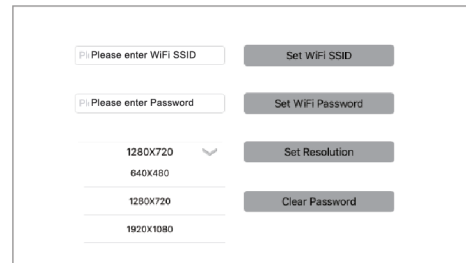 Please enter WiFi SSID Set WiFi SSID
Please enter Password Set WiFi Password
1280X720 Set Resolution
640X480
1280X720 Clear Password
1920X1080